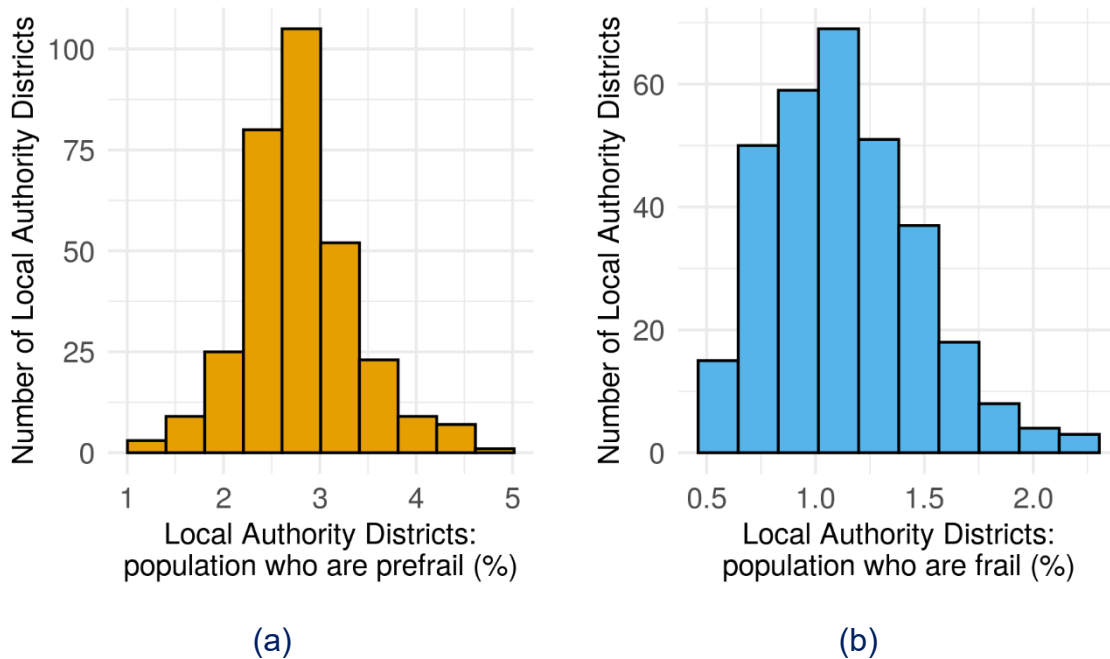 Number of Local Authority Districts
100
75
50
25
0
1 2 3 4 5
Local Authority Districts:
population who are prefrail (%)
(a)
Number of Local Authority Districts
60
40
20
0
0.5 1.0 1.5 2.0
Local Authority Districts:
population who are frail (%)
(b)